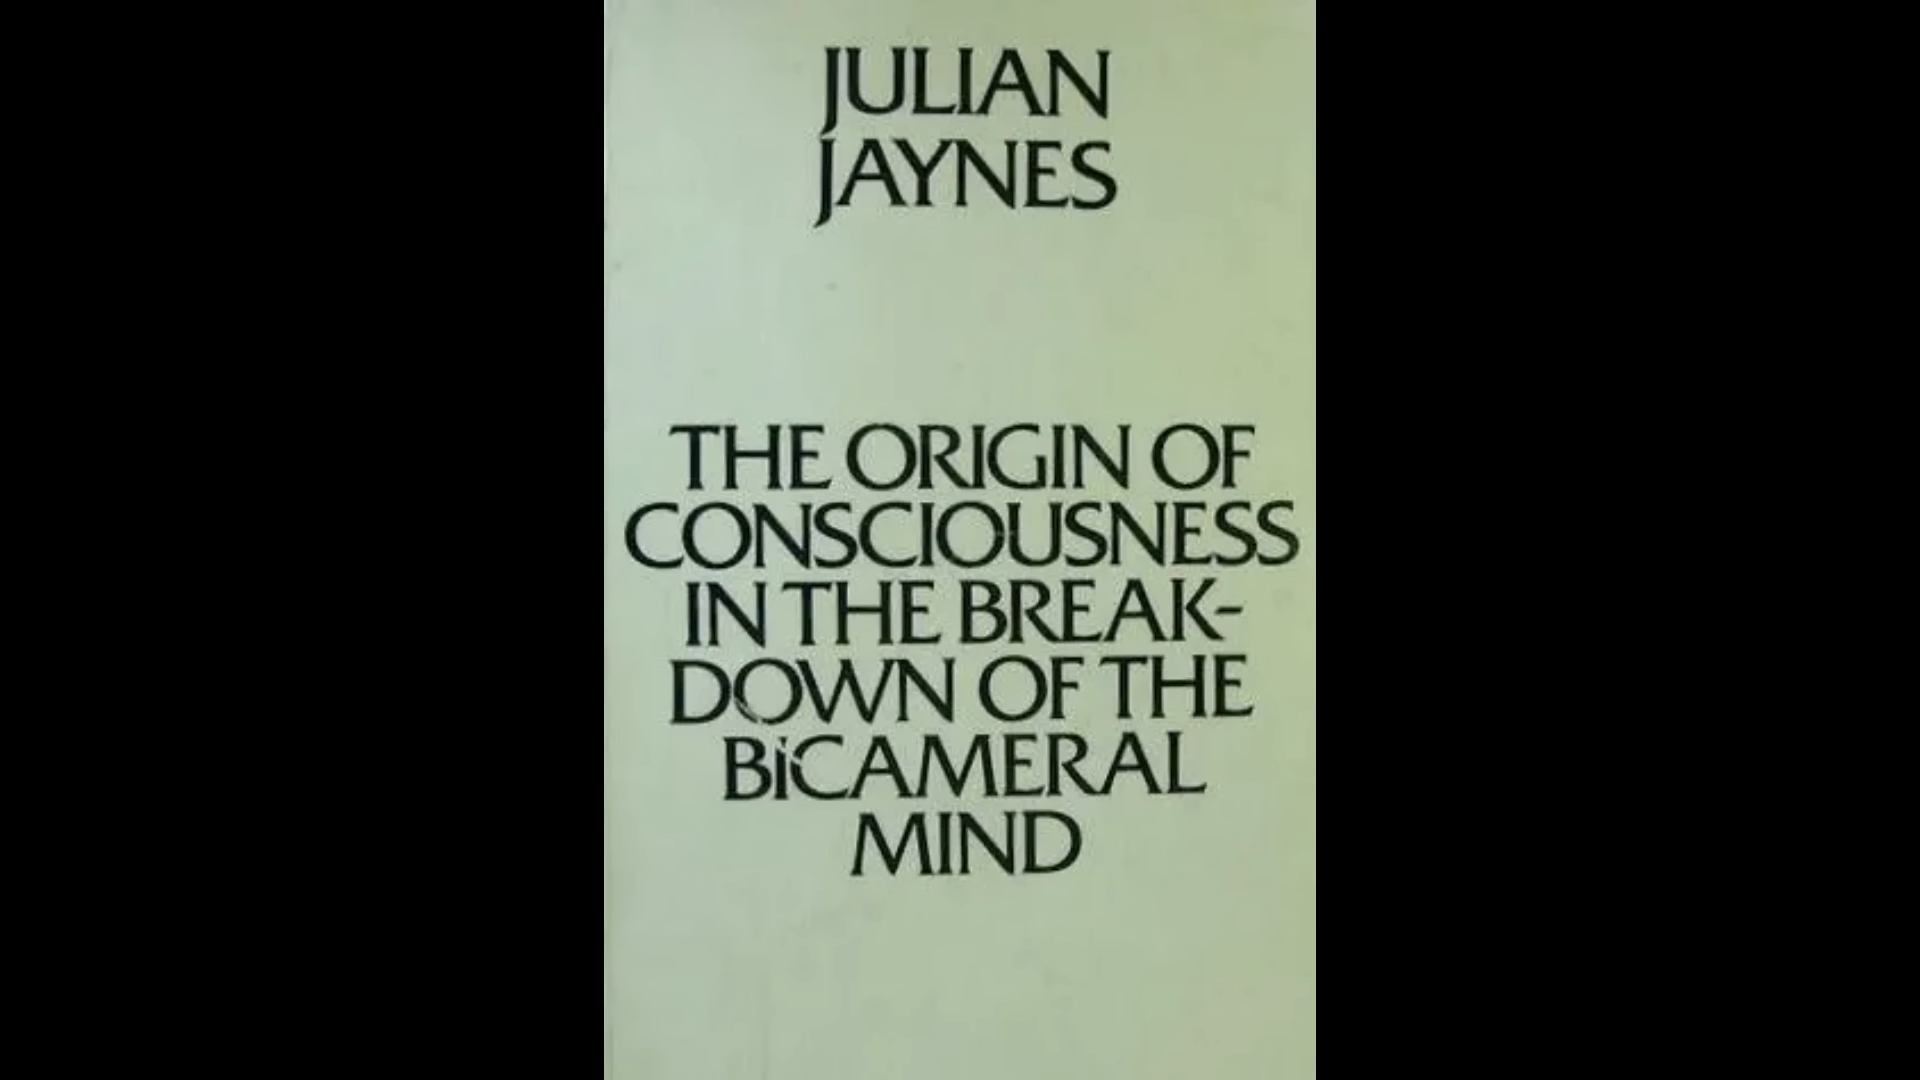 JULIAN
JAYNES
THE ORIGIN OF
CONSCIOUSNESS
IN THE BREAK-
DOWN OF THE
BICAMERAL
MIND